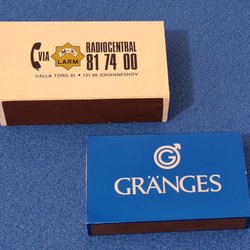 VIA
LARM
RADIOCENTRAL
81 74 00
VALLA TORG 81 • 121 60 JOHANNESHOV
G
GRÄNGES